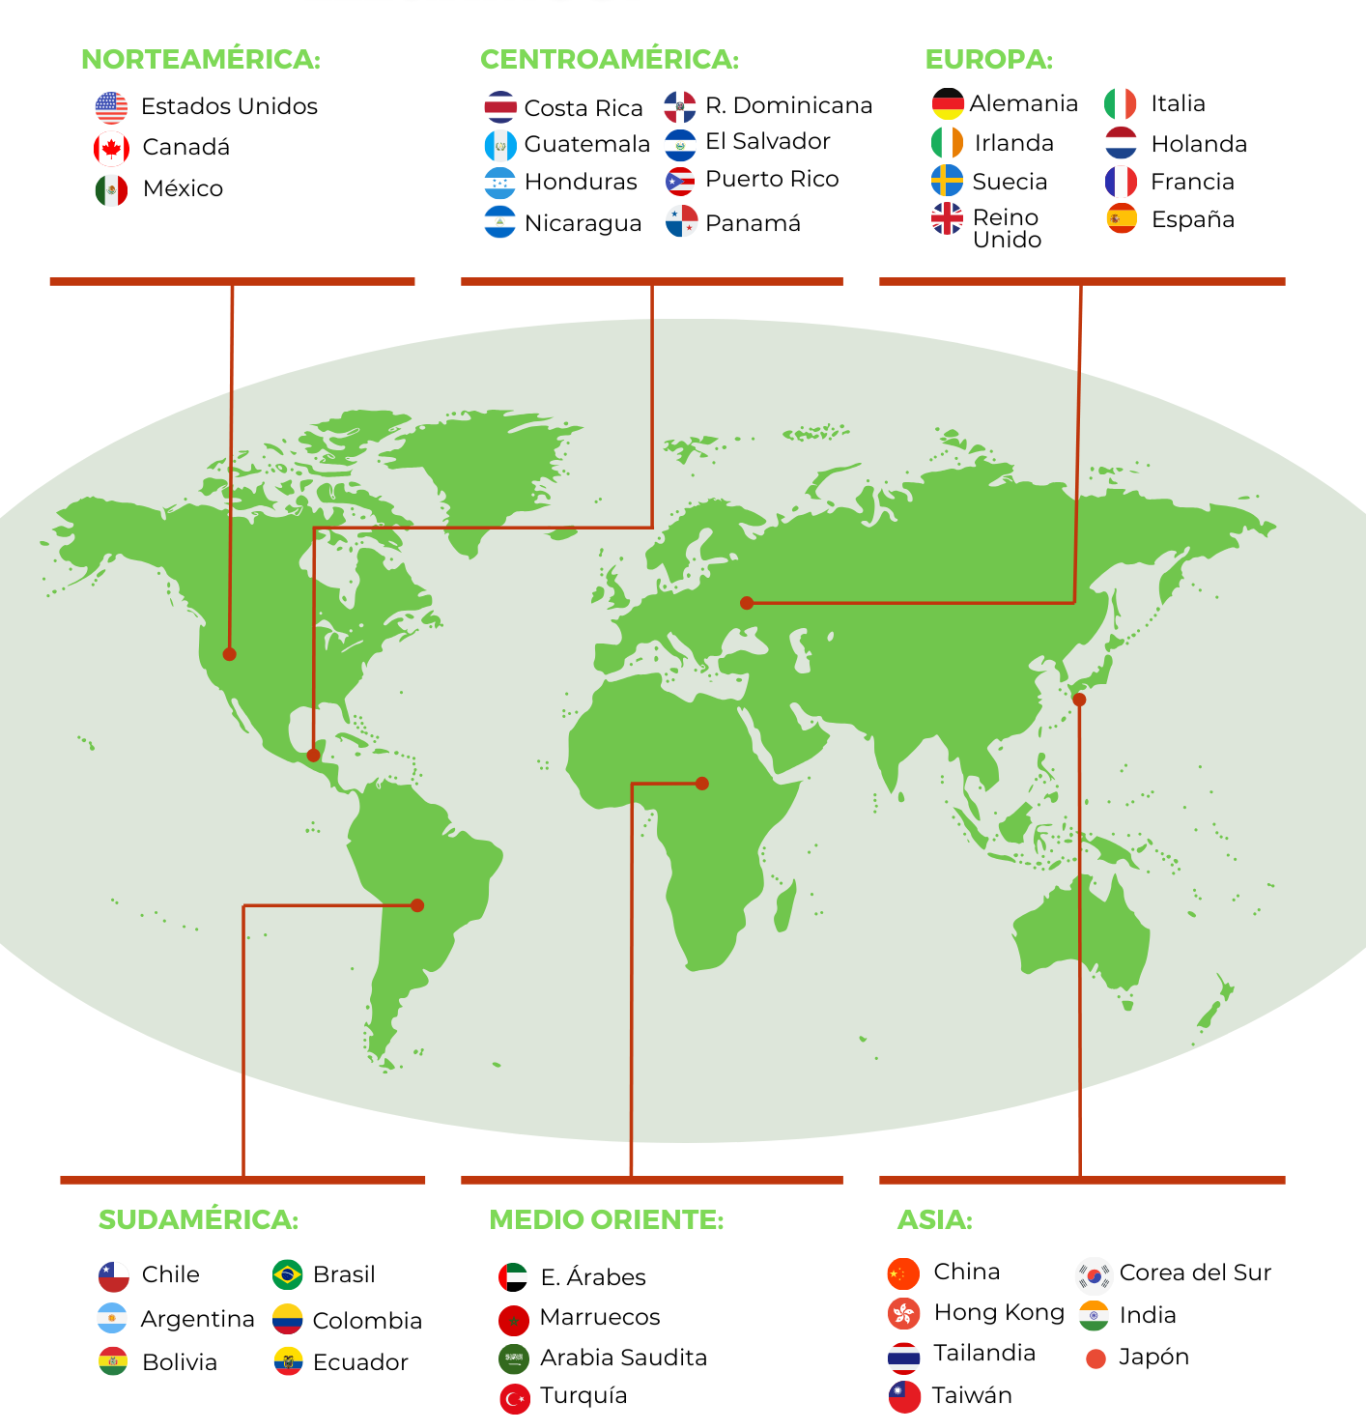 NORTEAMÉRICA:
Estados Unidos
Canadá
México
CENTROAMÉRICA:
Costa Rica
Guatemala
Honduras
Nicaragua
R. Dominicana
El Salvador
Puerto Rico
Panamá
EUROPA:
Alemania
Irlanda
Suecia
Reino
Unido
Italia
Holanda
Francia
España
SUDAMÉRICA:
Chile
Argentina
Bolivia
Brasil
Colombia
Ecuador
MEDIO ORIENTE:
E. Árabes
Marruecos
Arabia Saudita
Turquía
ASIA:
China
Hong Kong
Tailandia
Taiwán
Corea del Sur
India
Japón